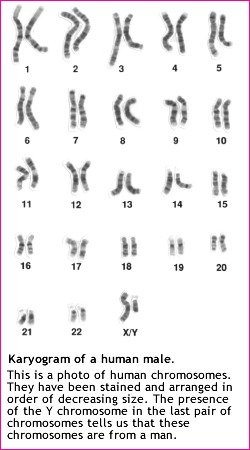 1 2 3 4 5
6 7 8 9 10
11 12 13 14 15
16 17 18 19 20
21 22 X/Y
Karyogram of a human male.
This is a photo of human chromosomes.
They have been stained and arranged in
order of decreasing size. The presence
of the Y chromosome in the last pair of
chromosomes tells us that these
chromosomes are from a man.